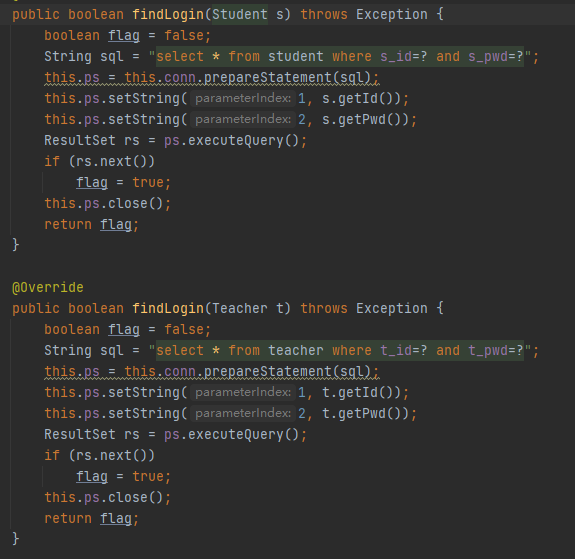 public boolean findLogin(Student s) throws Exception {
    boolean flag = false;
    String sql = "select * from student where s_id=? and s_pwd=?";
    this.ps = this.conn.prepareStatement(sql);
    this.ps.setString( parameterIndex: 1, s.getId());
    this.ps.setString( parameterIndex: 2, s.getPwd());
    ResultSet rs = ps.executeQuery();
    if (rs.next())
        flag = true;
    this.ps.close();
    return flag;
}
@Override
public boolean findLogin(Teacher t) throws Exception {
    boolean flag = false;
    String sql = "select * from teacher where t_id=? and t_pwd=?";
    this.ps = this.conn.prepareStatement(sql);
    this.ps.setString( parameterIndex: 1, t.getId());
    this.ps.setString( parameterIndex: 2, t.getPwd());
    ResultSet rs = ps.executeQuery();
    if (rs.next())
        flag = true;
    this.ps.close();
    return flag;
}